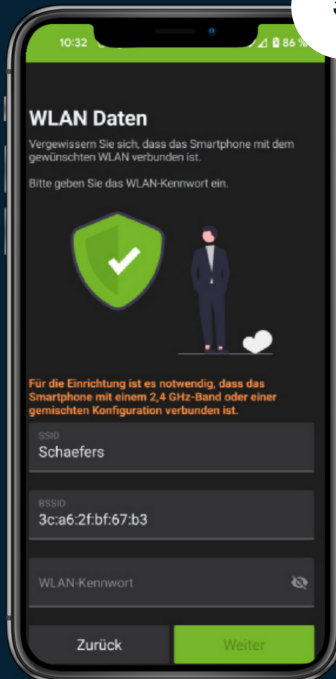 10:32
86 %
WLAN Daten
Vergewissern Sie sich, dass das Smartphone mit dem
gewünschten WLAN verbunden ist.
Bitte geben Sie das WLAN-Kennwort ein.
Für die Einrichtung ist es notwendig, dass das
Smartphone mit einem 2,4 GHz-Band oder einer
gemischten Konfiguration verbunden ist.
SSID
Schaefers
BSSID
3c:a6:2f:bf:67:b3
WLAN-Kennwort
Zurück
Weiter